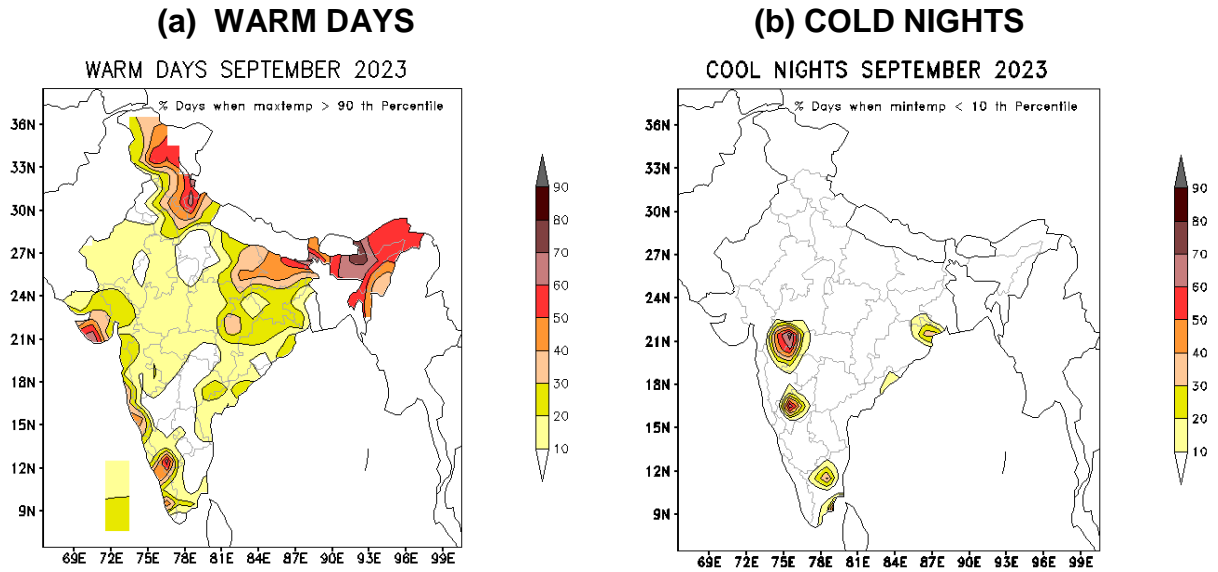 (a) WARM DAYS
WARM DAYS SEPTEMBER 2023
% Days when maxtemp > 90 th Percentile
36N
33N
30N
27N
24N
21N
18N
15N
12N
9N
69E 72E 75E 78E 81E 84E 87E 90E 93E 96E 99E
90
80
70
60
50
40
30
20
10
(b) COLD NIGHTS
COOL NIGHTS SEPTEMBER 2023
% Days when mintemp < 10 th Percentile
36N
33N
30N
27N
24N
21N
18N
15N
12N
9N
69E 72E 75E 78E 81E 84E 87E 90E 93E 96E 99E
90
80
70
60
50
40
30
20
10